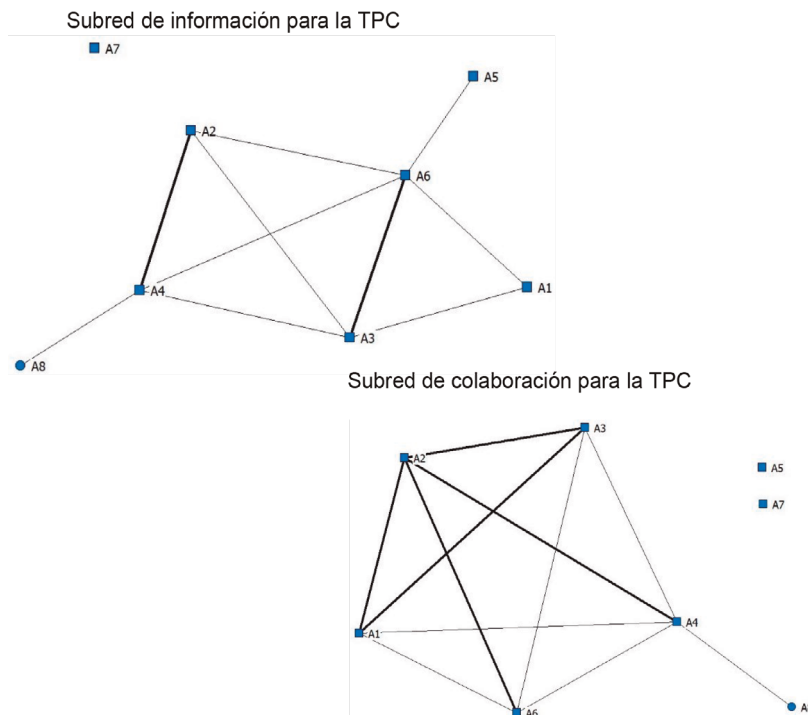 Subred de información para la TPC
A7
A5
A2
A6
A4
A1
A3
A8
Subred de colaboración para la TPC
A3
A2
A5
A7
A4
A1
A6